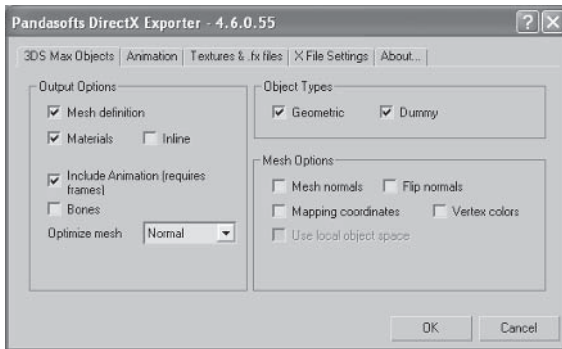 Pandasofts DirectX Exporter - 4.6.0.55
3DS Max Objects Animation Textures & .fx files X File Settings About...
Output Options
Mesh definition
Materials Inline
Include Animation (requires
frames)
Bones
Optimize mesh Normal
Object Types
Geometric Dummy
Mesh Options
Mesh normals Flip normals
Mapping coordinates Vertex colors
Use local object space
OK Cancel